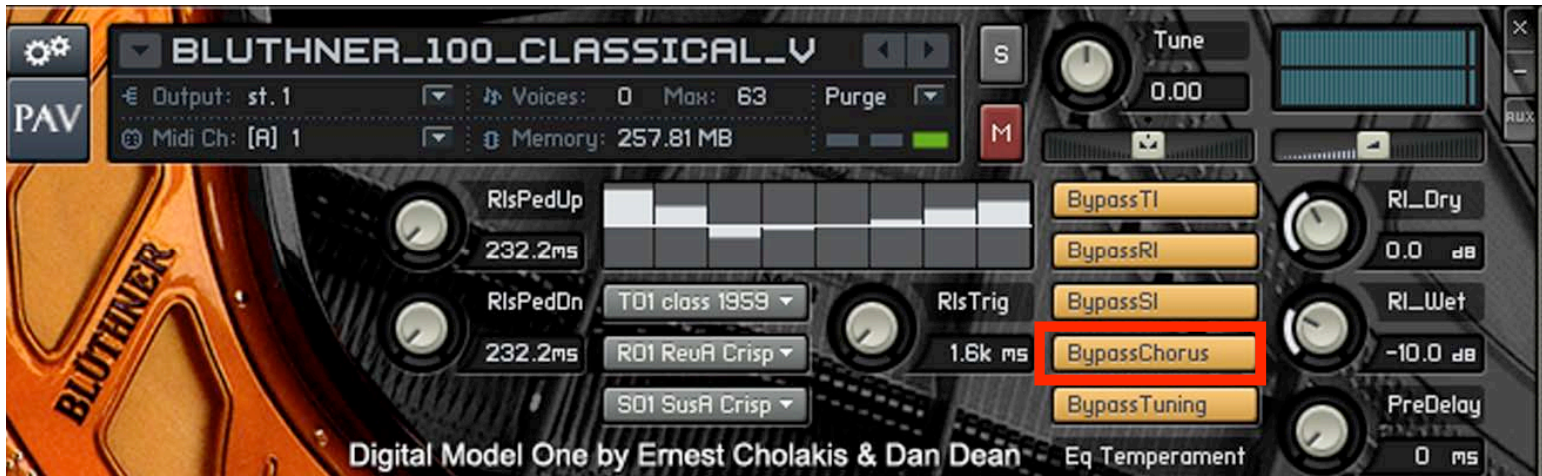 BLUTHNER_100_CLASSICAL_V
S
Tune
0.00
x
-
AUX
PAV
Output: st. 1
Voices: 0 Max: 63
Purge
Midi Ch: [A] 1
Memory: 257.81 MB
M
RlsPedUp
232.2ms
BypassTI
BypassRI
RI_Dry
0.0 dB
RlsPedDn
232.2ms
T01 class 1959
R01 RevA Crisp
S01 SusA Crisp
RlsTrig
1.6k ms
BypassSI
BypassChorus
BypassTuning
RI_Wet
-10.0 dB
PreDelay
0 ms
BLÜTHNER
Digital Model One by Ernest Cholakis & Dan Dean
Eq Temperament